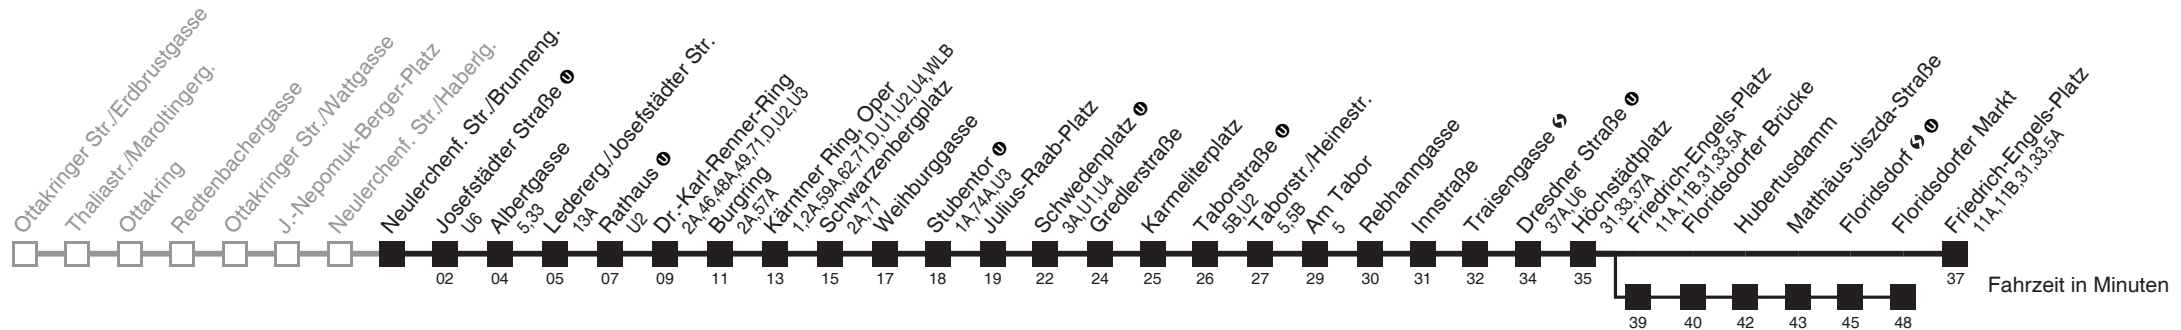 Ottakringer Str./Erdbrustgasse
Thaliastr./Maroltingerg.
Ottakring
Redtenbachergasse
Ottakringer Str./Wattgasse
J.-Nepomuk-Berger-Platz
Neulerchenf. Str./Haberlg.
Neulerchenf. Str./Brunneng.
Josefstädter Straße U
U6
Albertgasse
5,33
Ledererg./Josefstädter Str.
13A
Rathaus U
U2
Dr.-Karl-Renner-Ring
2A,46,48A,49,71,D,U2,U3
Burgring
2A,57A
Kärntner Ring, Oper
1,2A,59A,62,71,D,U1,U2,U4,WLB
Schwarzenbergplatz
2A,71
Weihburggasse
Stubentor U
1A,74A,U3
Julius-Raab-Platz
Schwedenplatz U
3A,U1,U4
Gredlerstraße
Karmeliterplatz
Taborstraße U
5B,U2
Taborstr./Heinestr.
5,5B
Am Tabor
5
Rebhanngasse
Innstraße
Traisengasse S
Dresdner Straße U
37A,U6
Höchstädtplatz
31,33,37A
Friedrich-Engels-Platz
11A,11B,31,33,5A
Floridsdorfer Brücke
Hubertusdamm
Matthäus-Jiszda-Straße
Floridsdorf S U
Floridsdorfer Markt
Friedrich-Engels-Platz
11A,11B,31,33,5A
02 04 05 07 09 11 13 15 17 18 19 22 24 25 26 27 29 30 31 32 34 35 37
Fahrzeit in Minuten
39 40 42 43 45 48